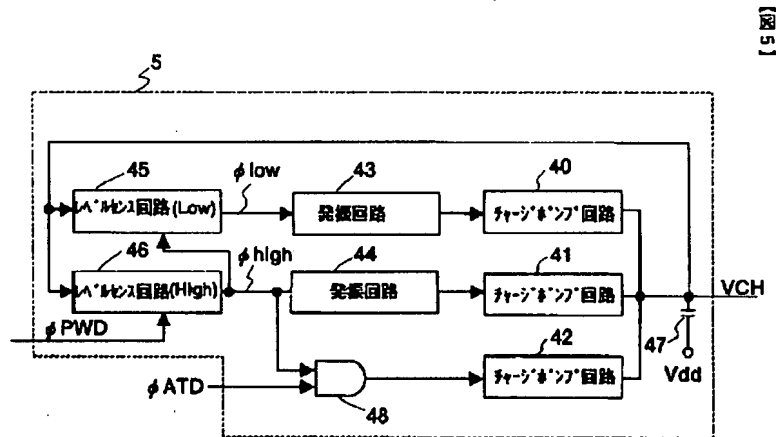 【図5】
5
45
レベルセンス回路(Low)
φlow
43
発振回路
40
チャージポンプ回路
46
レベルセンス回路(High)
φhigh
44
発振回路
41
チャージポンプ回路
VCH
φPWD
47
Vdd
42
チャージポンプ回路
φATD
48